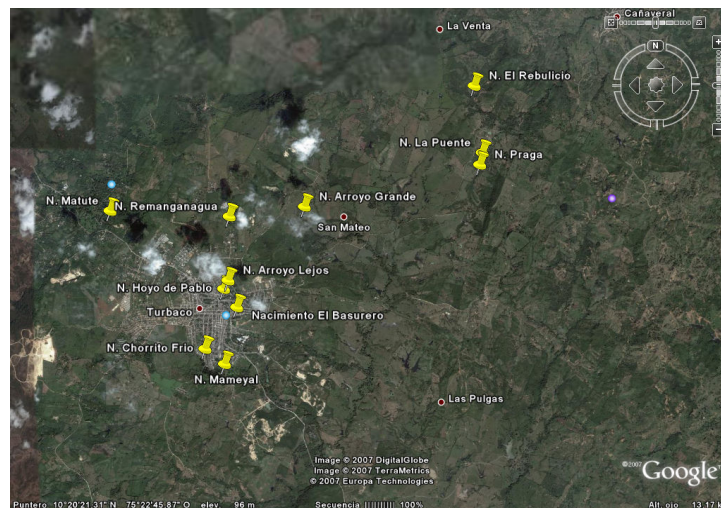 Cañaveral
La Venta
N
N. El Rebulicio
N. La Puente
N. Praga
N. Matute
N. Remanganagua
N. Arroyo Grande
San Mateo
N. Arroyo Lejos
N. Hoyo de Pablo
Turbaco
Nacimiento El Basurero
N. Chorrito Frio
N. Mameyal
Las Pulgas
Image © 2007 DigitalGlobe
Image © 2007 TerraMetrics
© 2007 Europa Technologies
©2007 Google
Puntero 10°20'21.31" N 75°22'45.87" O elev 96 m Secuencia |||||||||| 100% Alt. ojo 13.17